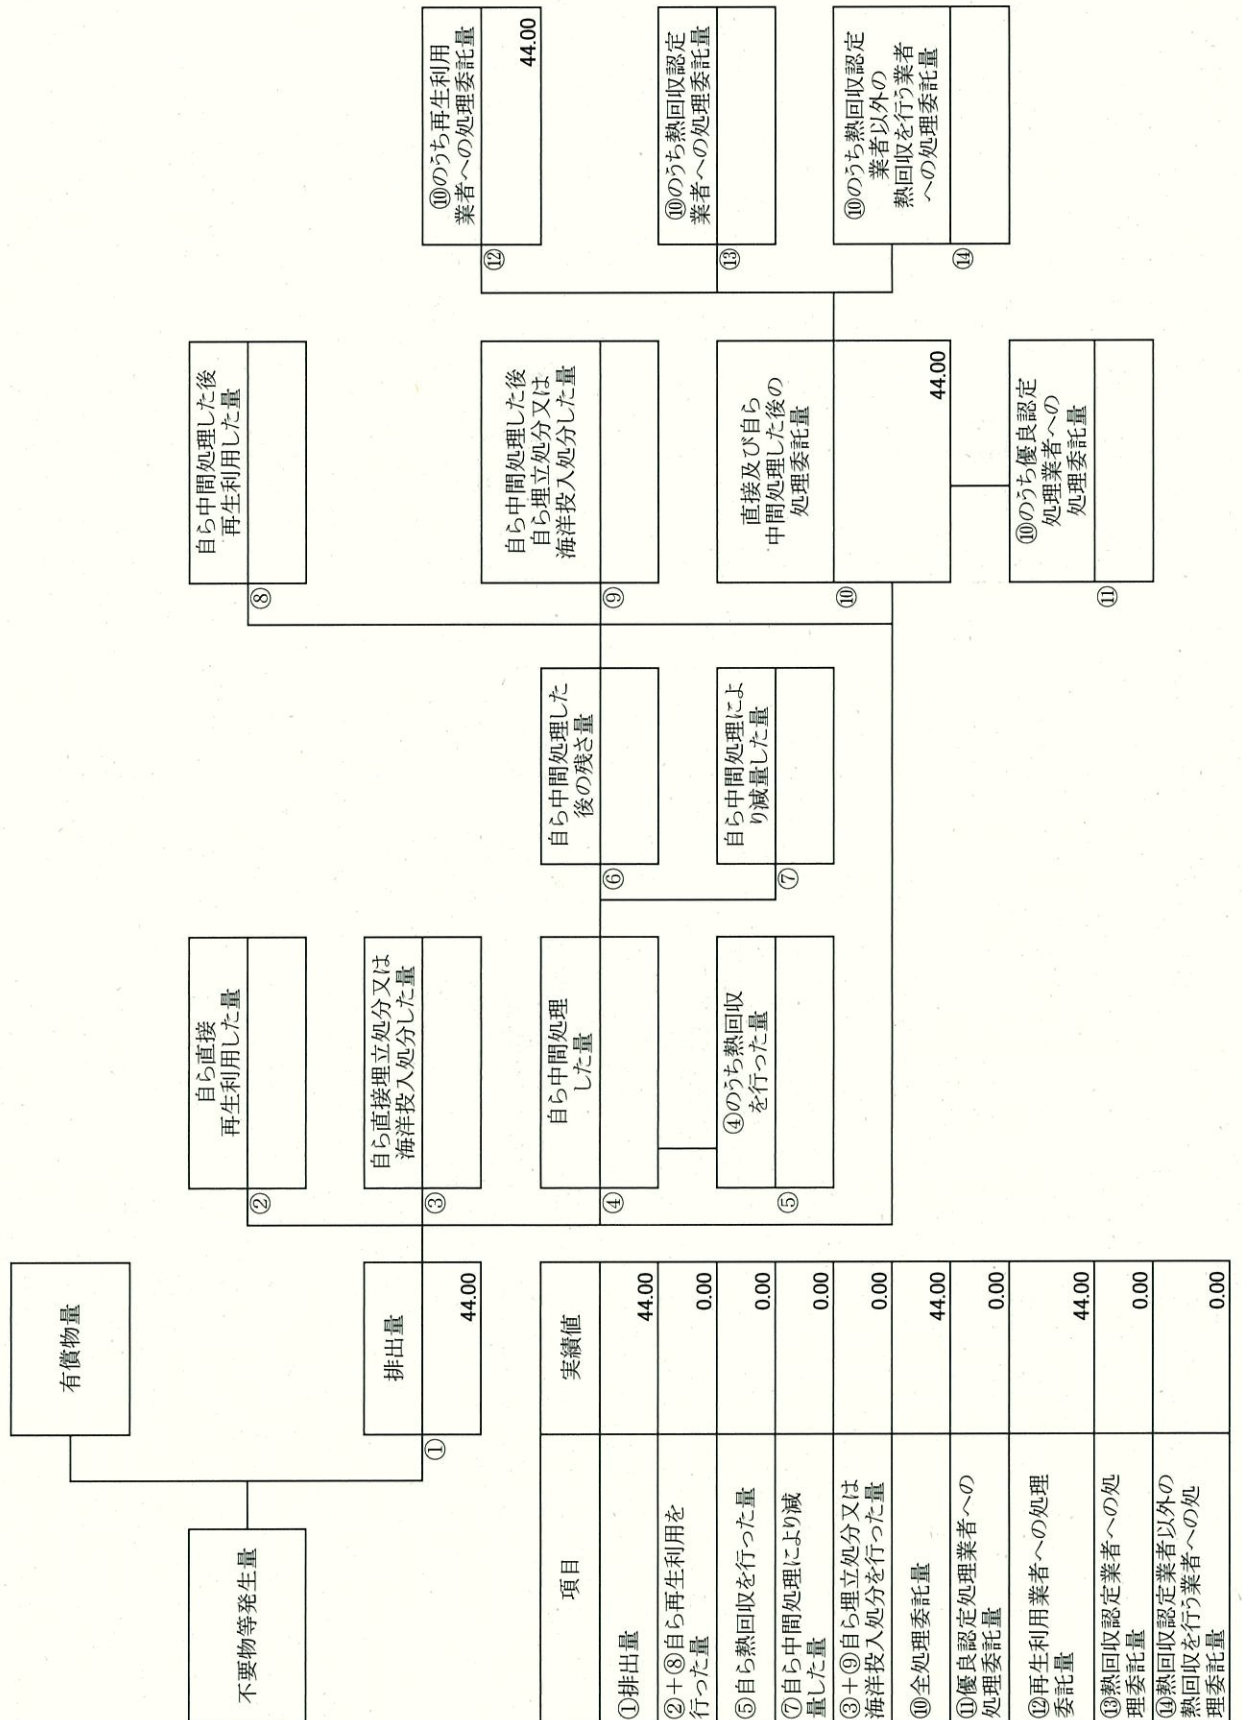 有償物量
不要物等発生量
排出量
①
44.00
自ら直接
再生利用した量
②
自ら直接埋立処分又は
海洋投入処分した量
③
自ら中間処理
した量
④
④のうち熱回収
を行った量
⑤
自ら中間処理した
後の残さ量
⑥
自ら中間処理によ
り減量した量
⑦
自ら中間処理した後
再生利用した量
⑧
自ら中間処理した後
自ら埋立処分又は
海洋投入処分した量
⑨
直接及び自ら
中間処理した後の
処理委託量
⑩
44.00
⑩のうち優良認定
処理業者への
処理委託量
⑪
⑩のうち再生利用
業者への処理委託量
⑫
44.00
⑩のうち熱回収認定
業者への処理委託量
⑬
⑩のうち熱回収認定
業者以外の
熱回収を行う業者
への処理委託量
⑭
項目
実績値
①排出量
44.00
②+⑧自ら再生利用を
行った量
0.00
⑤自ら熱回収を行った量
0.00
⑦自ら中間処理により減
量した量
0.00
③+⑨自ら埋立処分又は
海洋投入処分を行った量
0.00
⑩全処理委託量
44.00
⑪優良認定処理業者への
処理委託量
0.00
⑫再生利用業者への処理
委託量
44.00
⑬熱回収認定業者への処
理委託量
0.00
⑭熱回収認定業者以外の
熱回収を行う業者への処
理委託量
0.00